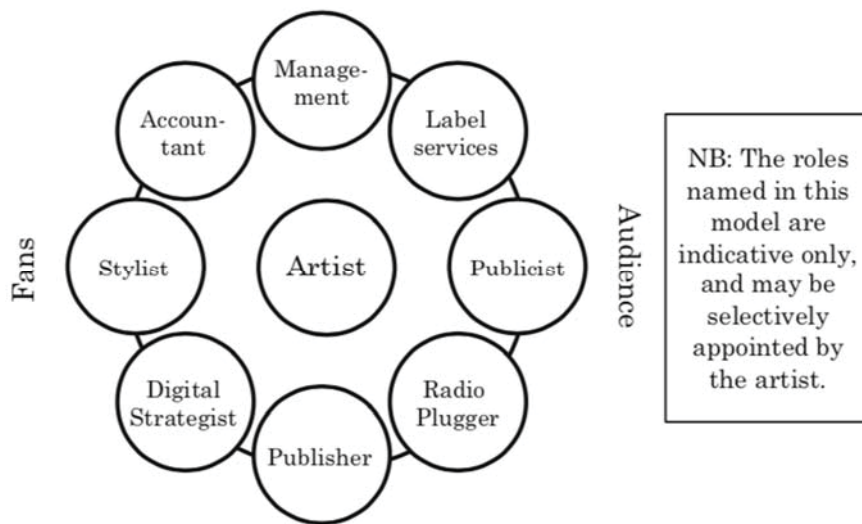 Manage-
ment
Accoun-
tant
Label
services
Fans
Stylist
Artist
Publicist
Audience
Digital
Strategist
Publisher
Radio
Plugger
NB: The roles
named in this
model are
indicative only,
and may be
selectively
appointed by
the artist.